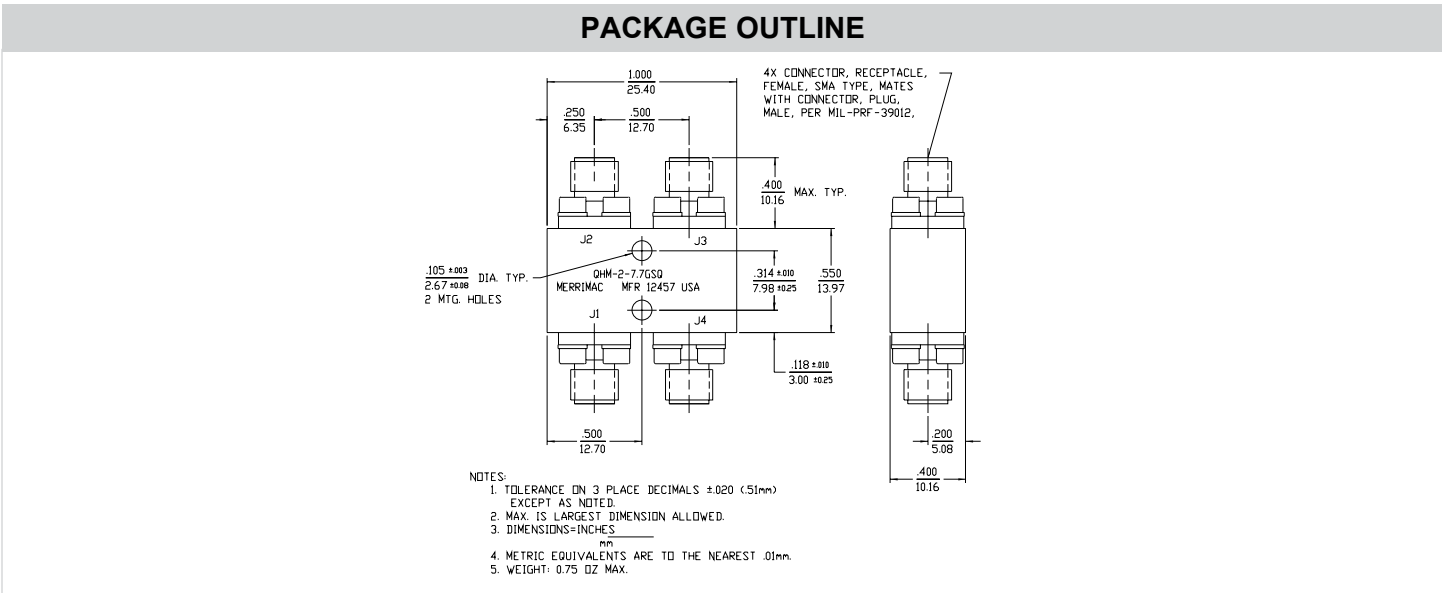 PACKAGE OUTLINE
1.000
25.40
.250
6.35
.500
12.70
4X CONNECTOR, RECEPTACLE,
FEMALE, SMA TYPE, MATES
WITH CONNECTOR, PLUG,
MALE, PER MIL-PRF-39012,
.400
10.16
MAX. TYP.
J2
J3
.105 ±.003
2.67 ±0.08
DIA. TYP.
2 MTG. HOLES
QHM-2-7.7GSQ
MERRIMAC MFR 12457 USA
.314 ±.010
7.98 ±0.25
.550
13.97
J1
J4
.118 ±.010
3.00 ±0.25
.500
12.70
.200
5.08
.400
10.16
NOTES:
1. TOLERANCE ON 3 PLACE DECIMALS ±.020 (.51mm)
EXCEPT AS NOTED.
2. MAX. IS LARGEST DIMENSION ALLOWED.
3. DIMENSIONS=INCHES
mm
4. METRIC EQUIVALENTS ARE TO THE NEAREST .01mm.
5. WEIGHT: 0.75 OZ MAX.